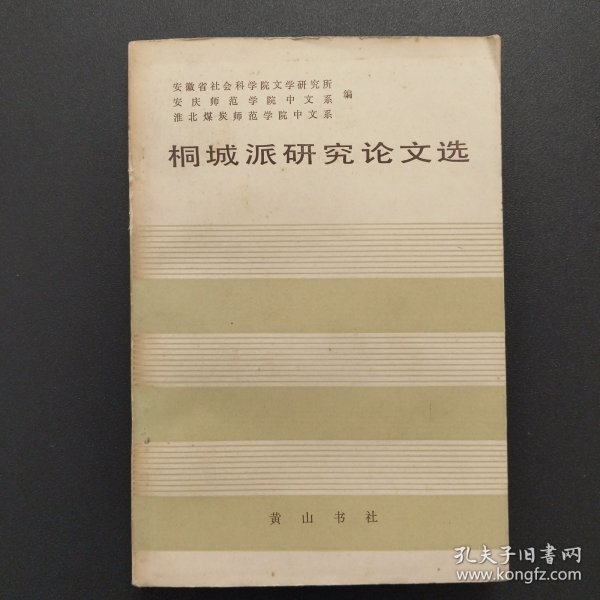 安徽省社会科学院文学研究所
安庆师范学院中文系
淮北煤炭师范学院中文系
编
桐城派研究论文选
黄山书社
孔夫子旧书网
www.kongfz.com